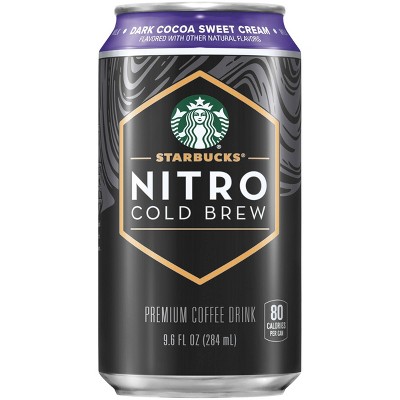 DARK COCOA SWEET CREAM
FLAVORED WITH OTHER NATURAL FLAVORS
STARBUCKS®
NITRO
COLD BREW
PREMIUM COFFEE DRINK
80
CALORIES
PER CAN
9.6 FL OZ (284 mL)